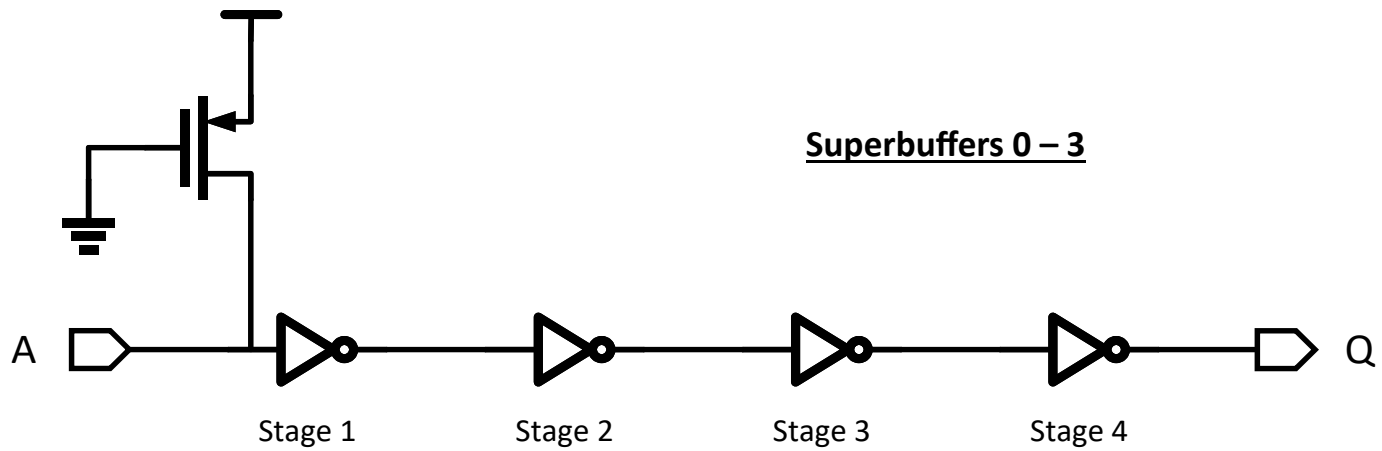 Superbuffers 0 – 3
A
Q
Stage 1
Stage 2
Stage 3
Stage 4